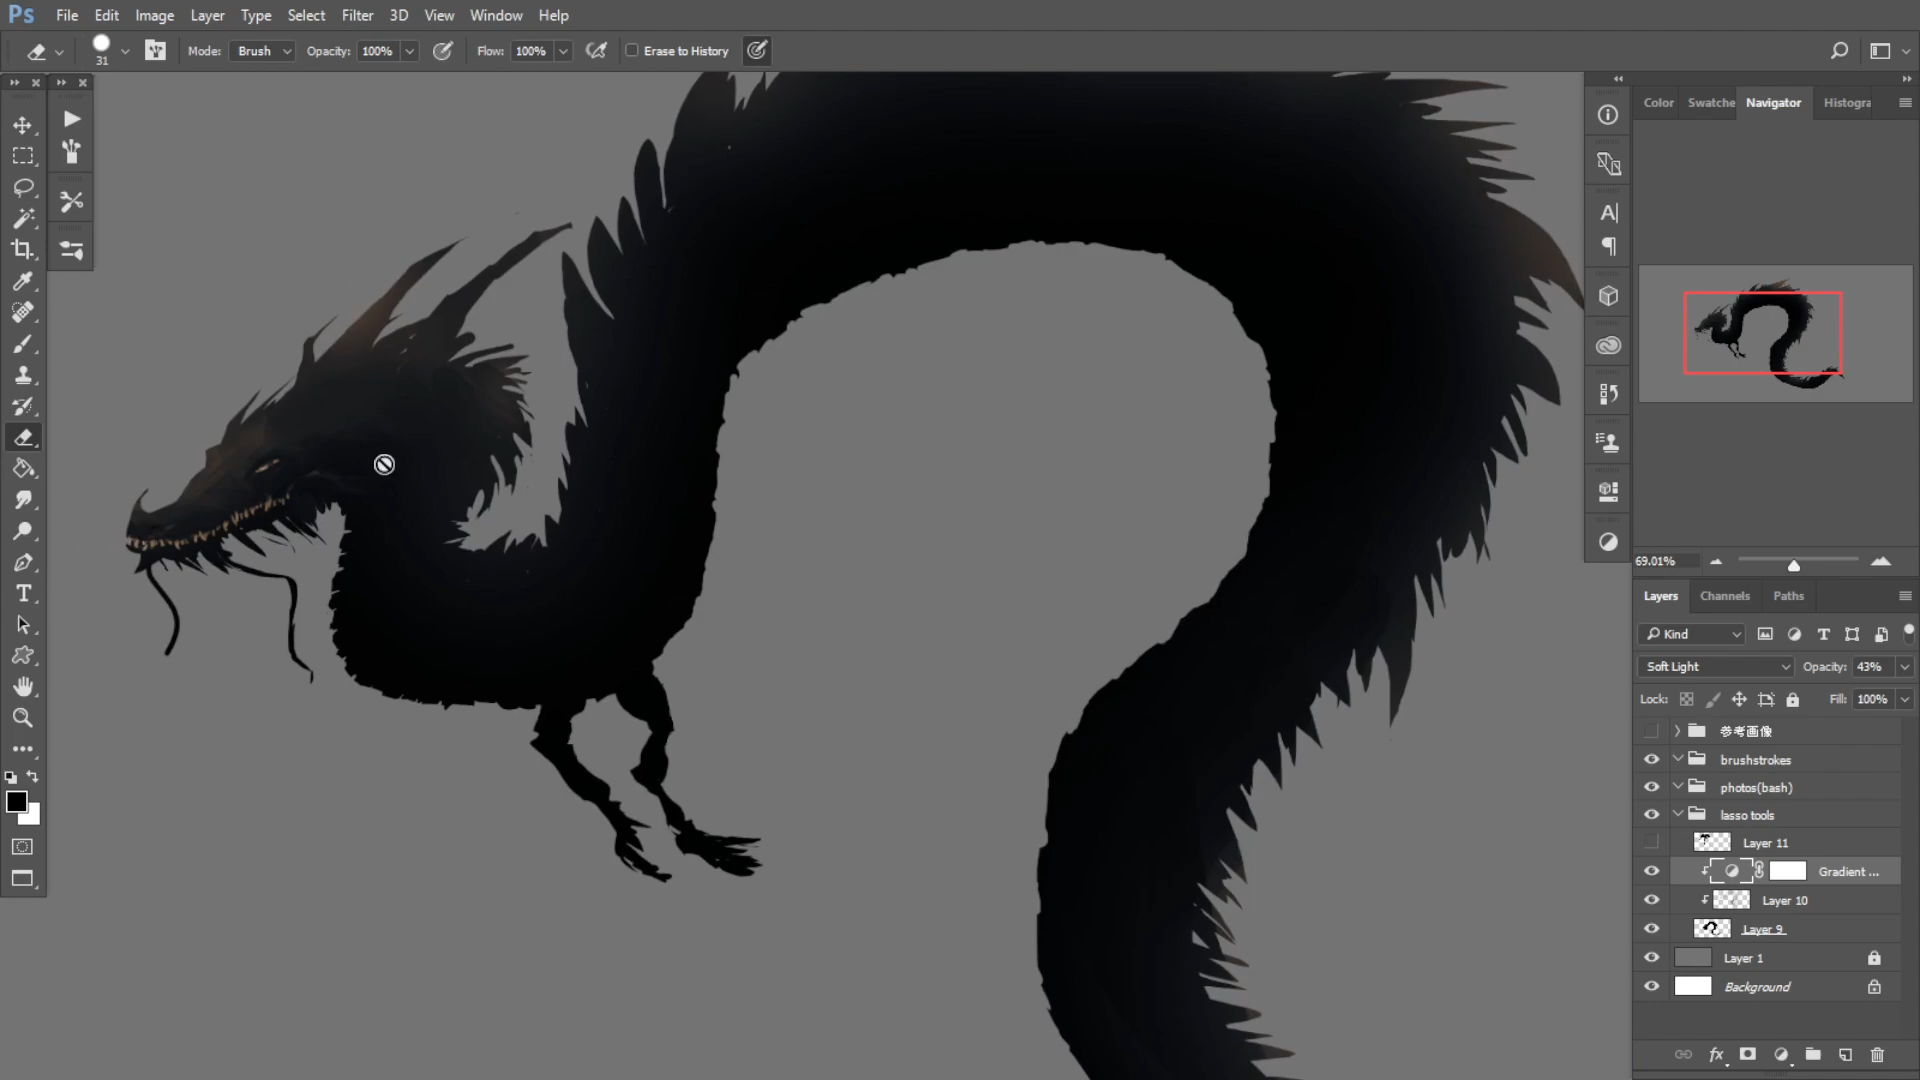 Ps File Edit Image Layer Type Select Filter 3D View Window Help
31 Mode: Brush Opacity: 100% Flow: 100% Erase to History
Color Swatche Navigator Histogra
69.01%
Layers Channels Paths
Kind
Soft Light Opacity: 43%
Lock: Fill: 100%
参考画像
brushstrokes
photos(bash)
lasso tools
Layer 11
Gradient ...
Layer 10
Layer 9
Layer 1
Background